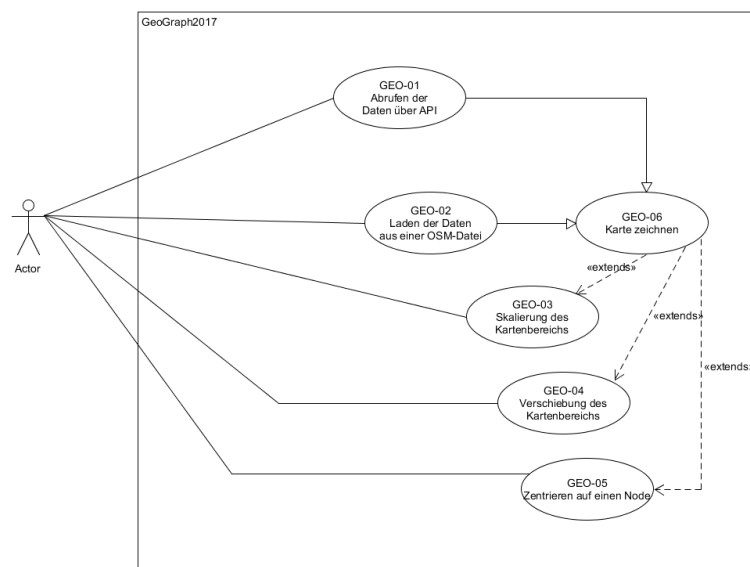 GeoGraph2017
GEO-01
Abrufen der
Daten über API
GEO-02
Laden der Daten
aus einer OSM-Datei
GEO-06
Karte zeichnen
Actor
«extends»
GEO-03
Skalierung des
Kartenbereichs
«extends»
«extends»
GEO-04
Verschiebung des
Kartenbereichs
GEO-05
Zentrieren auf einen Node